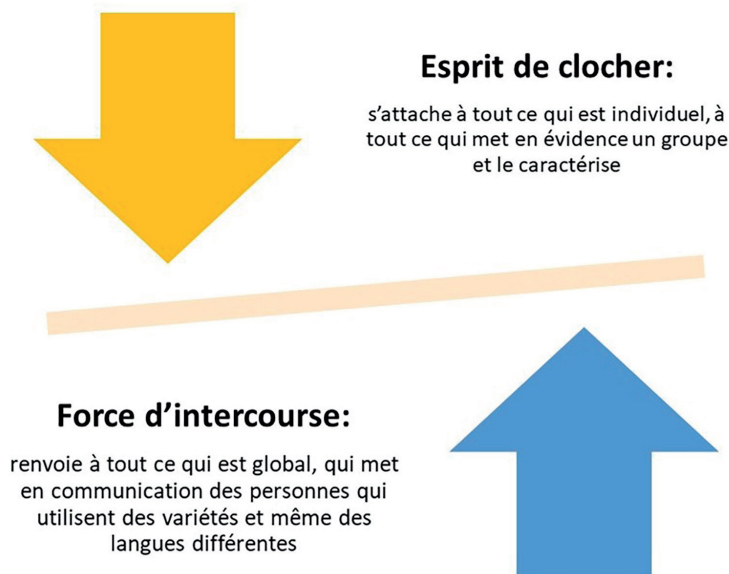 Esprit de clocher:
s'attache à tout ce qui est individuel, à
tout ce qui met en évidence un groupe
et le caractérise
Force d'intercourse:
renvoie à tout ce qui est global, qui met
en communication des personnes qui
utilisent des variétés et même des
langues différentes